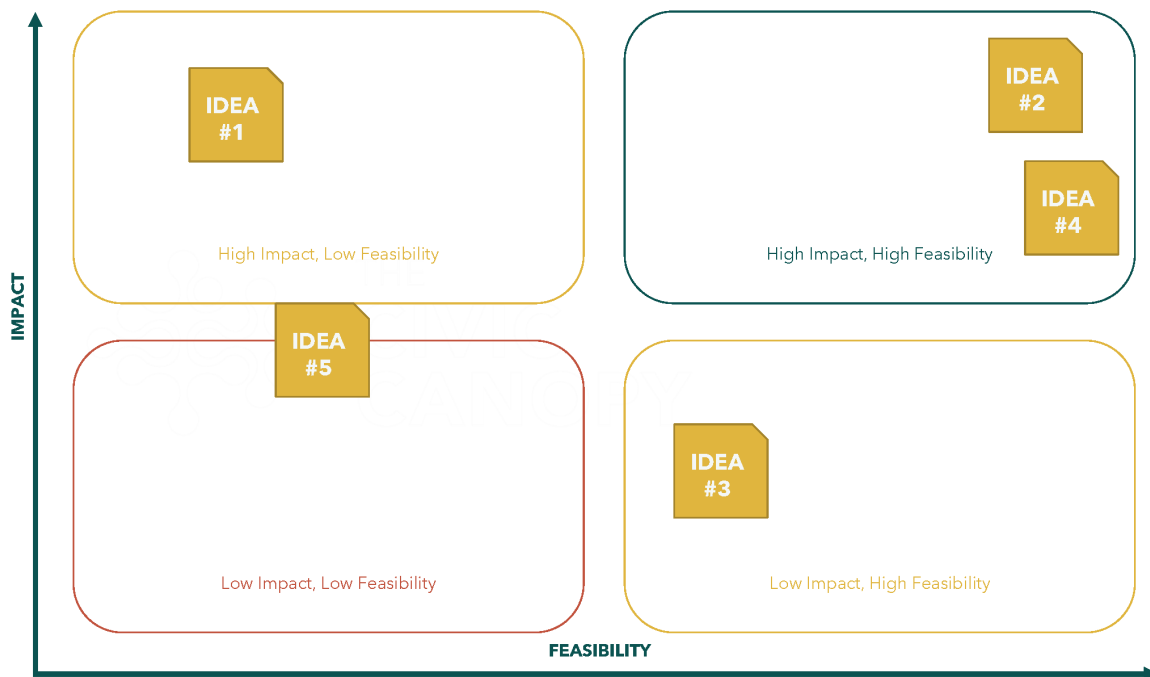 IDEA
#1
IDEA
#2
IDEA
#4
High Impact, Low Feasibility
High Impact, High Feasibility
IMPACT
IDEA
#5
IDEA
#3
Low Impact, Low Feasibility
Low Impact, High Feasibility
FEASIBILITY